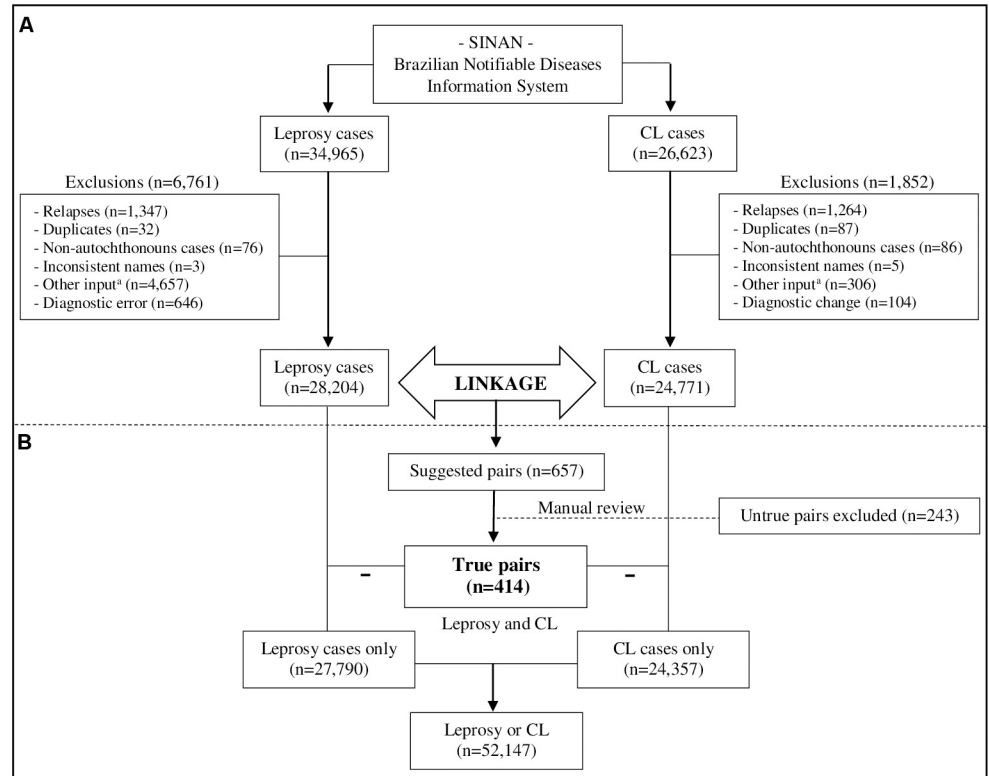 A
- SINAN -
Brazilian Notifiable Diseases
Information System
Leprosy cases
(n=34,965)
CL cases
(n=26,623)
Exclusions (n=6,761)
- Relapses (n=1,347)
- Duplicates (n=32)
- Non-autochthonouns cases (n=76)
- Inconsistent names (n=3)
- Other inputª (n=4,657)
- Diagnostic error (n=646)
Exclusions (n=1,852)
- Relapses (n=1,264)
- Duplicates (n=87)
- Non-autochthonouns cases (n=86)
- Inconsistent names (n=5)
- Other inputª (n=306)
- Diagnostic change (n=104)
Leprosy cases
(n=28,204)
LINKAGE
CL cases
(n=24,771)
B
Suggested pairs (n=657)
Manual review
Untrue pairs excluded (n=243)
True pairs
(n=414)
–
–
Leprosy and CL
Leprosy cases only
(n=27,790)
CL cases only
(n=24,357)
Leprosy or CL
(n=52,147)